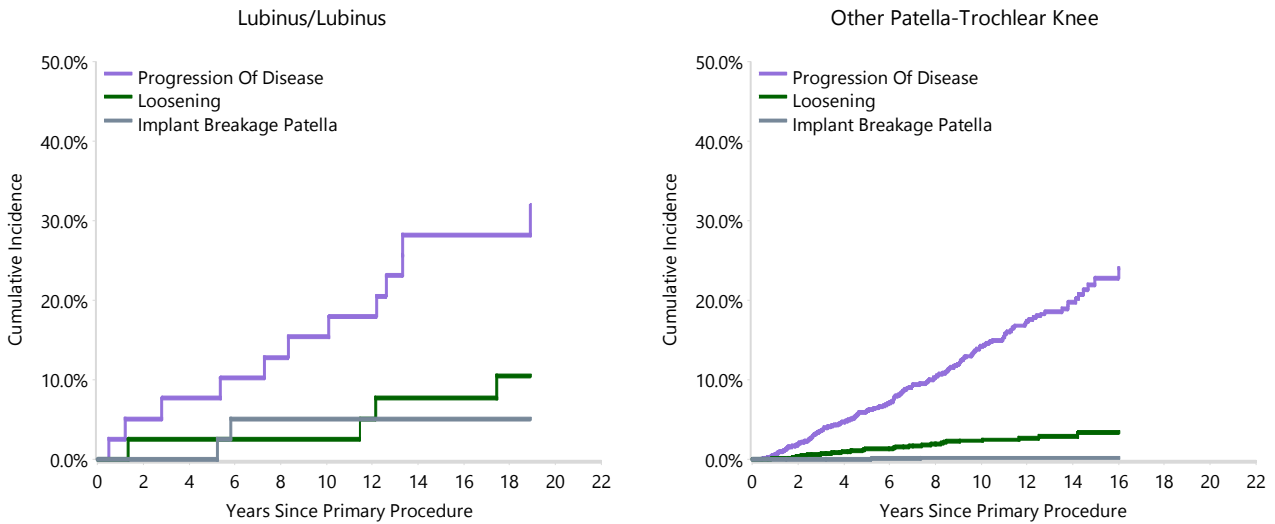 Lubinus/Lubinus
50.0%
40.0%
30.0%
20.0%
10.0%
0.0%
Cumulative Incidence
Progression Of Disease
Loosening
Implant Breakage Patella
0 2 4 6 8 10 12 14 16 18 20 22
Years Since Primary Procedure
Other Patella-Trochlear Knee
50.0%
40.0%
30.0%
20.0%
10.0%
0.0%
Cumulative Incidence
Progression Of Disease
Loosening
Implant Breakage Patella
0 2 4 6 8 10 12 14 16 18 20 22
Years Since Primary Procedure